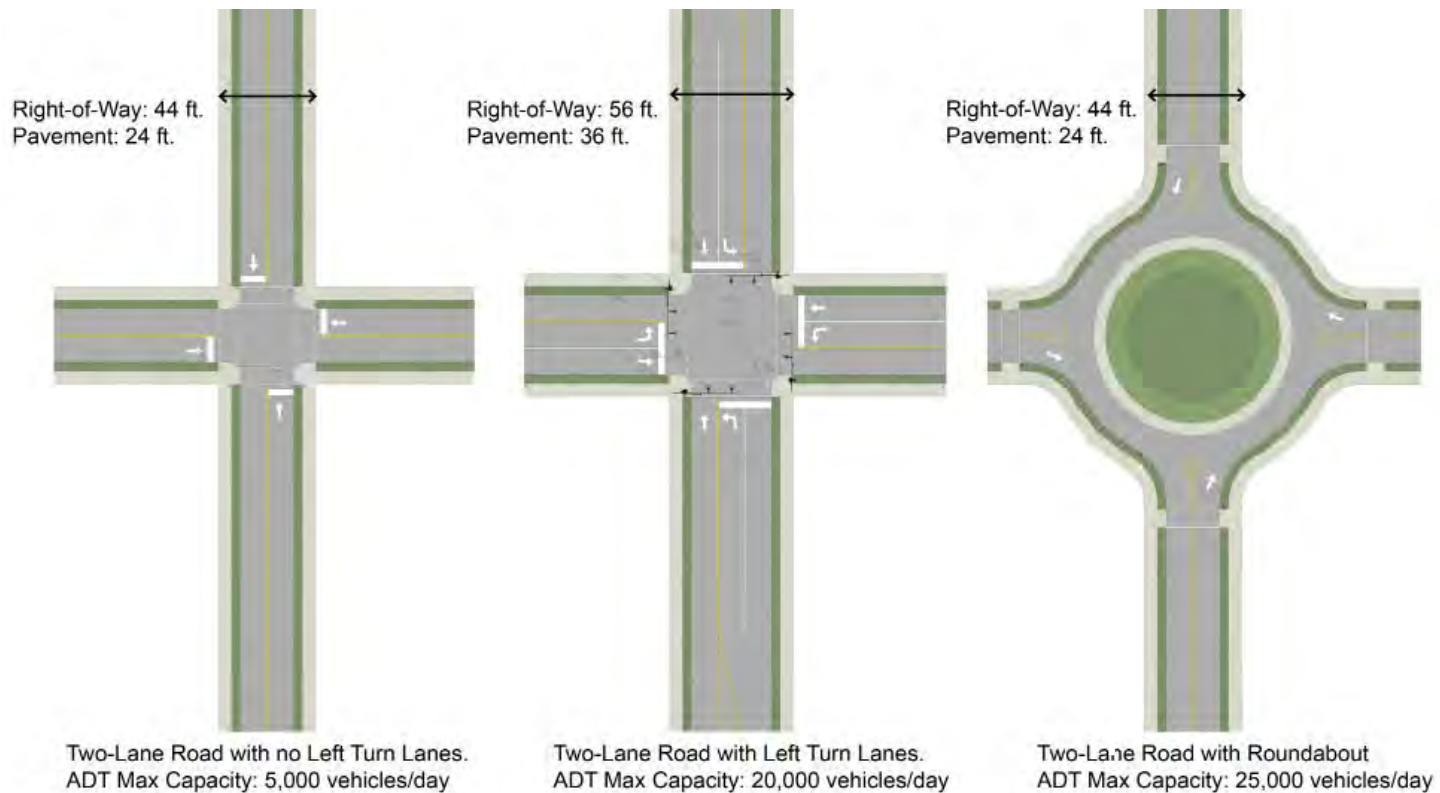 Right-of-Way: 44 ft.
Pavement: 24 ft.
Right-of-Way: 56 ft.
Pavement: 36 ft.
Right-of-Way: 44 ft.
Pavement: 24 ft.
Two-Lane Road with no Left Turn Lanes.
ADT Max Capacity: 5,000 vehicles/day
Two-Lane Road with Left Turn Lanes.
ADT Max Capacity: 20,000 vehicles/day
Two-Lane Road with Roundabout
ADT Max Capacity: 25,000 vehicles/day